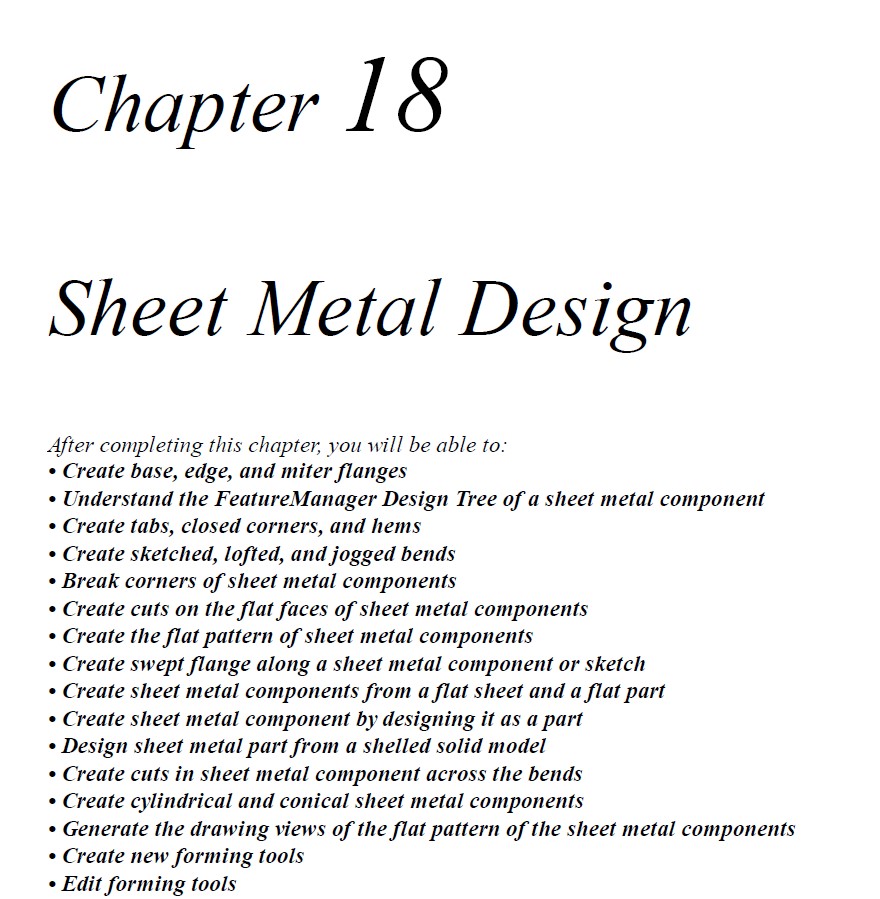 Chapter 18
Sheet Metal Design
After completing this chapter, you will be able to:
• Create base, edge, and miter flanges
• Understand the FeatureManager Design Tree of a sheet metal component
• Create tabs, closed corners, and hems
• Create sketched, lofted, and jogged bends
• Break corners of sheet metal components
• Create cuts on the flat faces of sheet metal components
• Create the flat pattern of sheet metal components
• Create swept flange along a sheet metal component or sketch
• Create sheet metal components from a flat sheet and a flat part
• Create sheet metal component by designing it as a part
• Design sheet metal part from a shelled solid model
• Create cuts in sheet metal component across the bends
• Create cylindrical and conical sheet metal components
• Generate the drawing views of the flat pattern of the sheet metal components
• Create new forming tools
• Edit forming tools